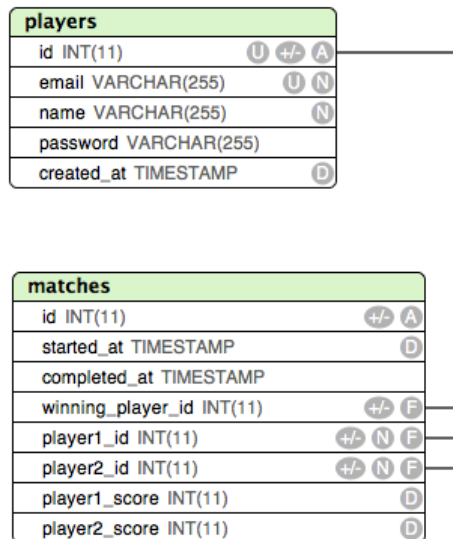 players
id INT(11) U +/- A
email VARCHAR(255) U N
name VARCHAR(255) N
password VARCHAR(255)
created_at TIMESTAMP D
matches
id INT(11) +/- A
started_at TIMESTAMP D
completed_at TIMESTAMP
winning_player_id INT(11) +/- F
player1_id INT(11) +/- N F
player2_id INT(11) +/- N F
player1_score INT(11) D
player2_score INT(11) D